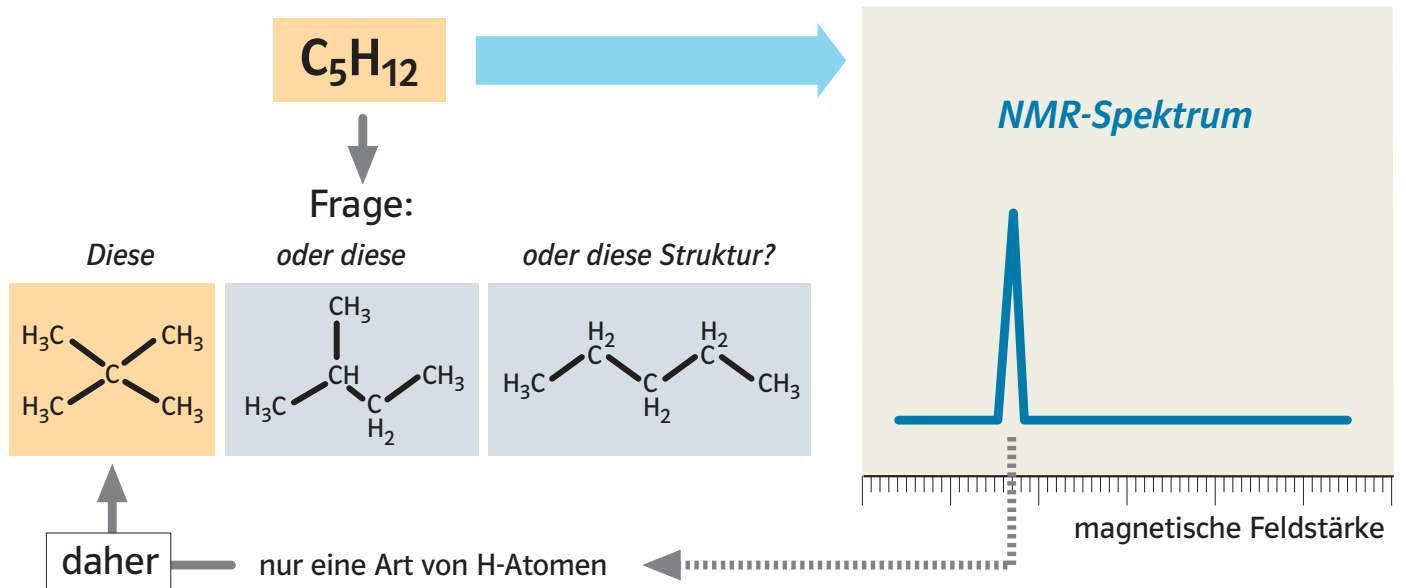 C₅H₁₂
NMR-Spektrum
Frage:
Diese
oder diese
oder diese Struktur?
H₃C
CH₃
C
H₃C
CH₃
CH₃
CH
H₃C
C
H₂
CH₃
H₃C
H₂
C
C
H₂
H₂
C
CH₃
magnetische Feldstärke
daher
nur eine Art von H-Atomen